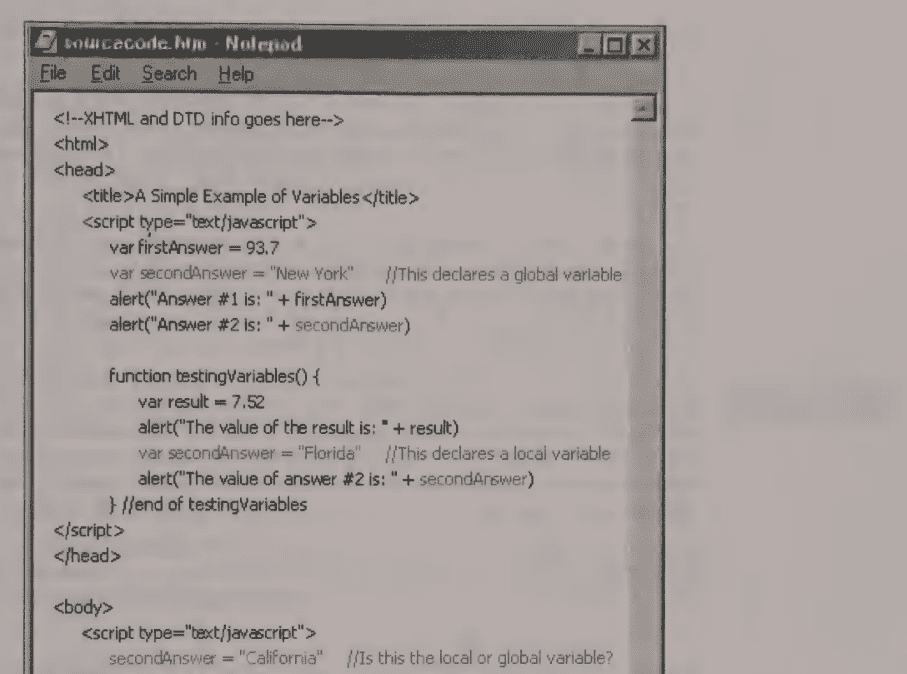 sourcecode.htm - Notepad
File Edit Search Help
<!--XHTML and DTD info goes here-->
<html>
<head>
<title>A Simple Example of Variables</title>
<script type="text/javascript">
var firstAnswer = 93.7
var secondAnswer = "New York" //This declares a global variable
alert("Answer #1 is: " + firstAnswer)
alert("Answer #2 is: " + secondAnswer)
function testingVariables() {
var result = 7.52
alert("The value of the result is: " + result)
var secondAnswer = "Florida" //This declares a local variable
alert("The value of answer #2 is: " + secondAnswer)
} //end of testingVariables
</script>
</head>
<body>
<script type="text/javascript">
secondAnswer = "California" //Is this the local or global variable?